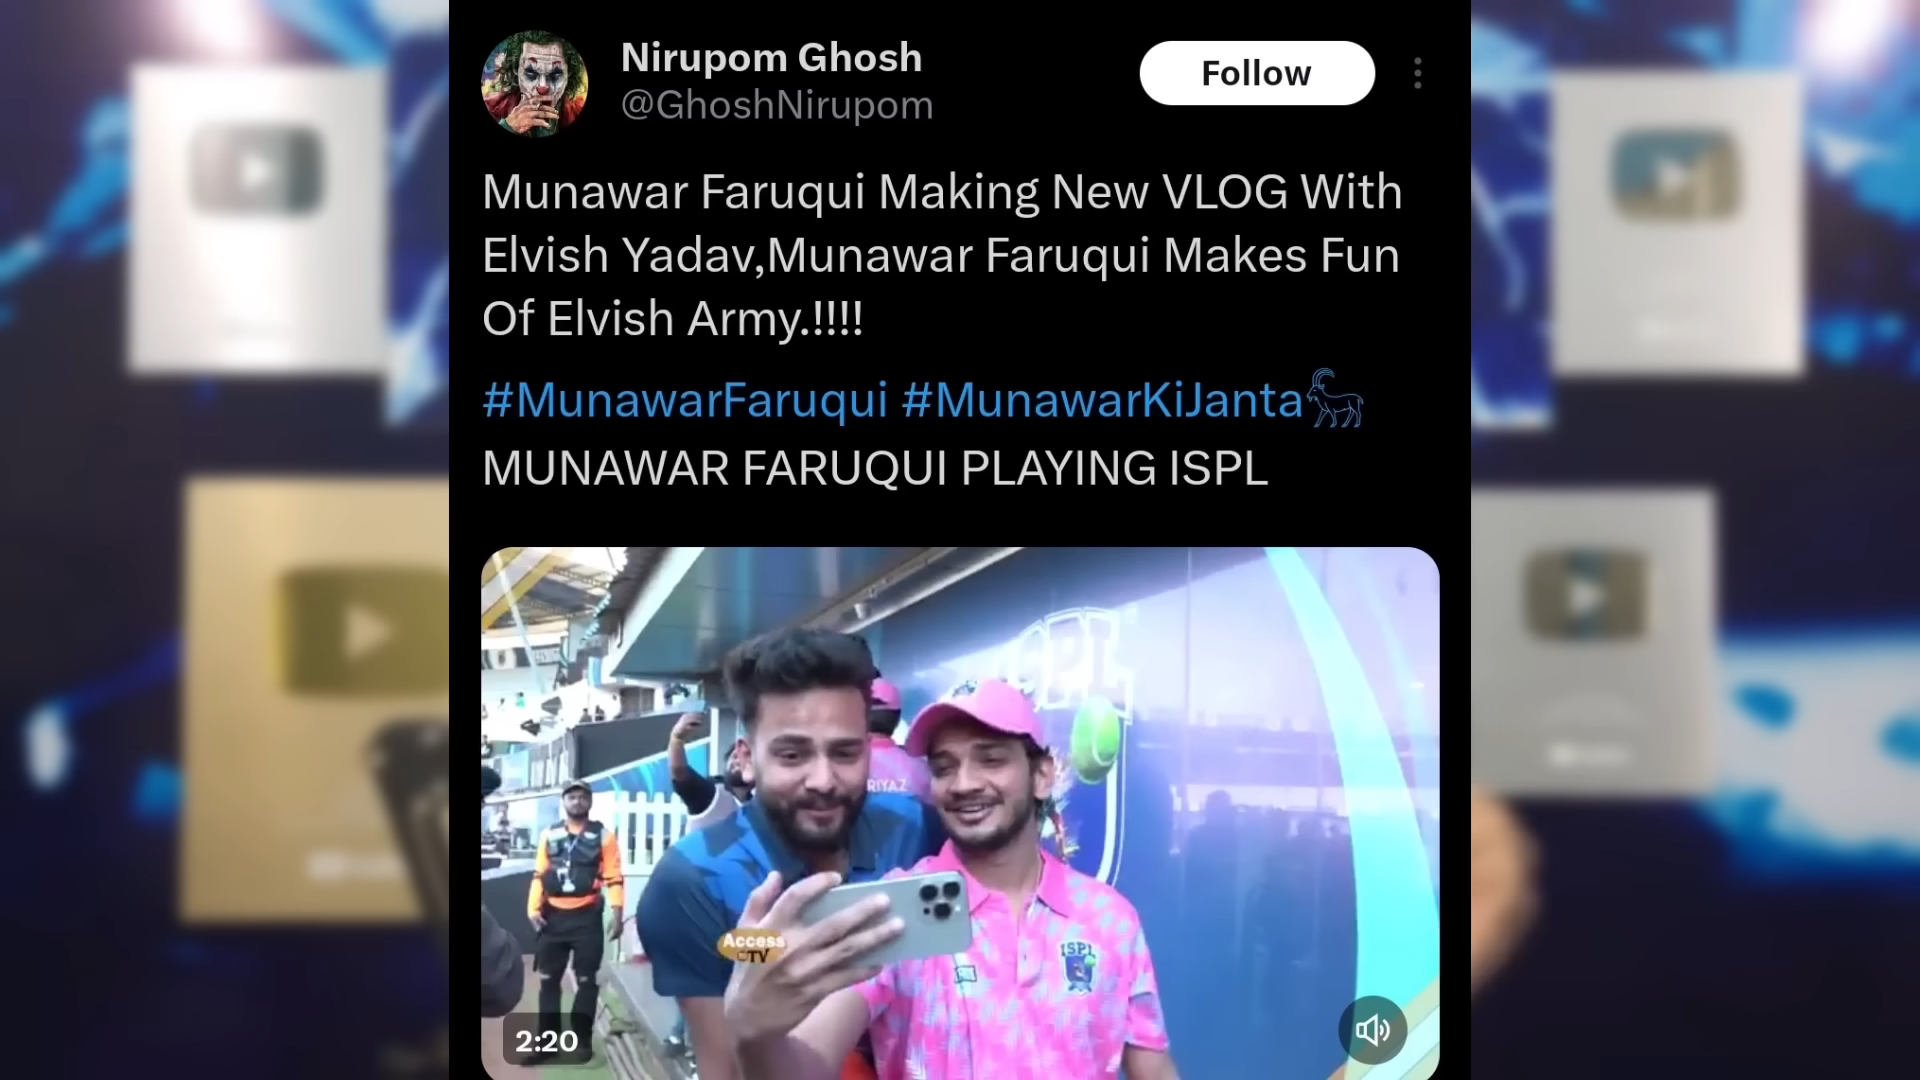 Nirupom Ghosh
@GhoshNirupom
Follow
Munawar Faruqui Making New VLOG With
Elvish Yadav,Munawar Faruqui Makes Fun
Of Elvish Army.!!!!
#MunawarFaruqui #MunawarKiJanta
MUNAWAR FARUQUI PLAYING ISPL
ISPL
RIYAZ
Access
TV
ISPL
2:20